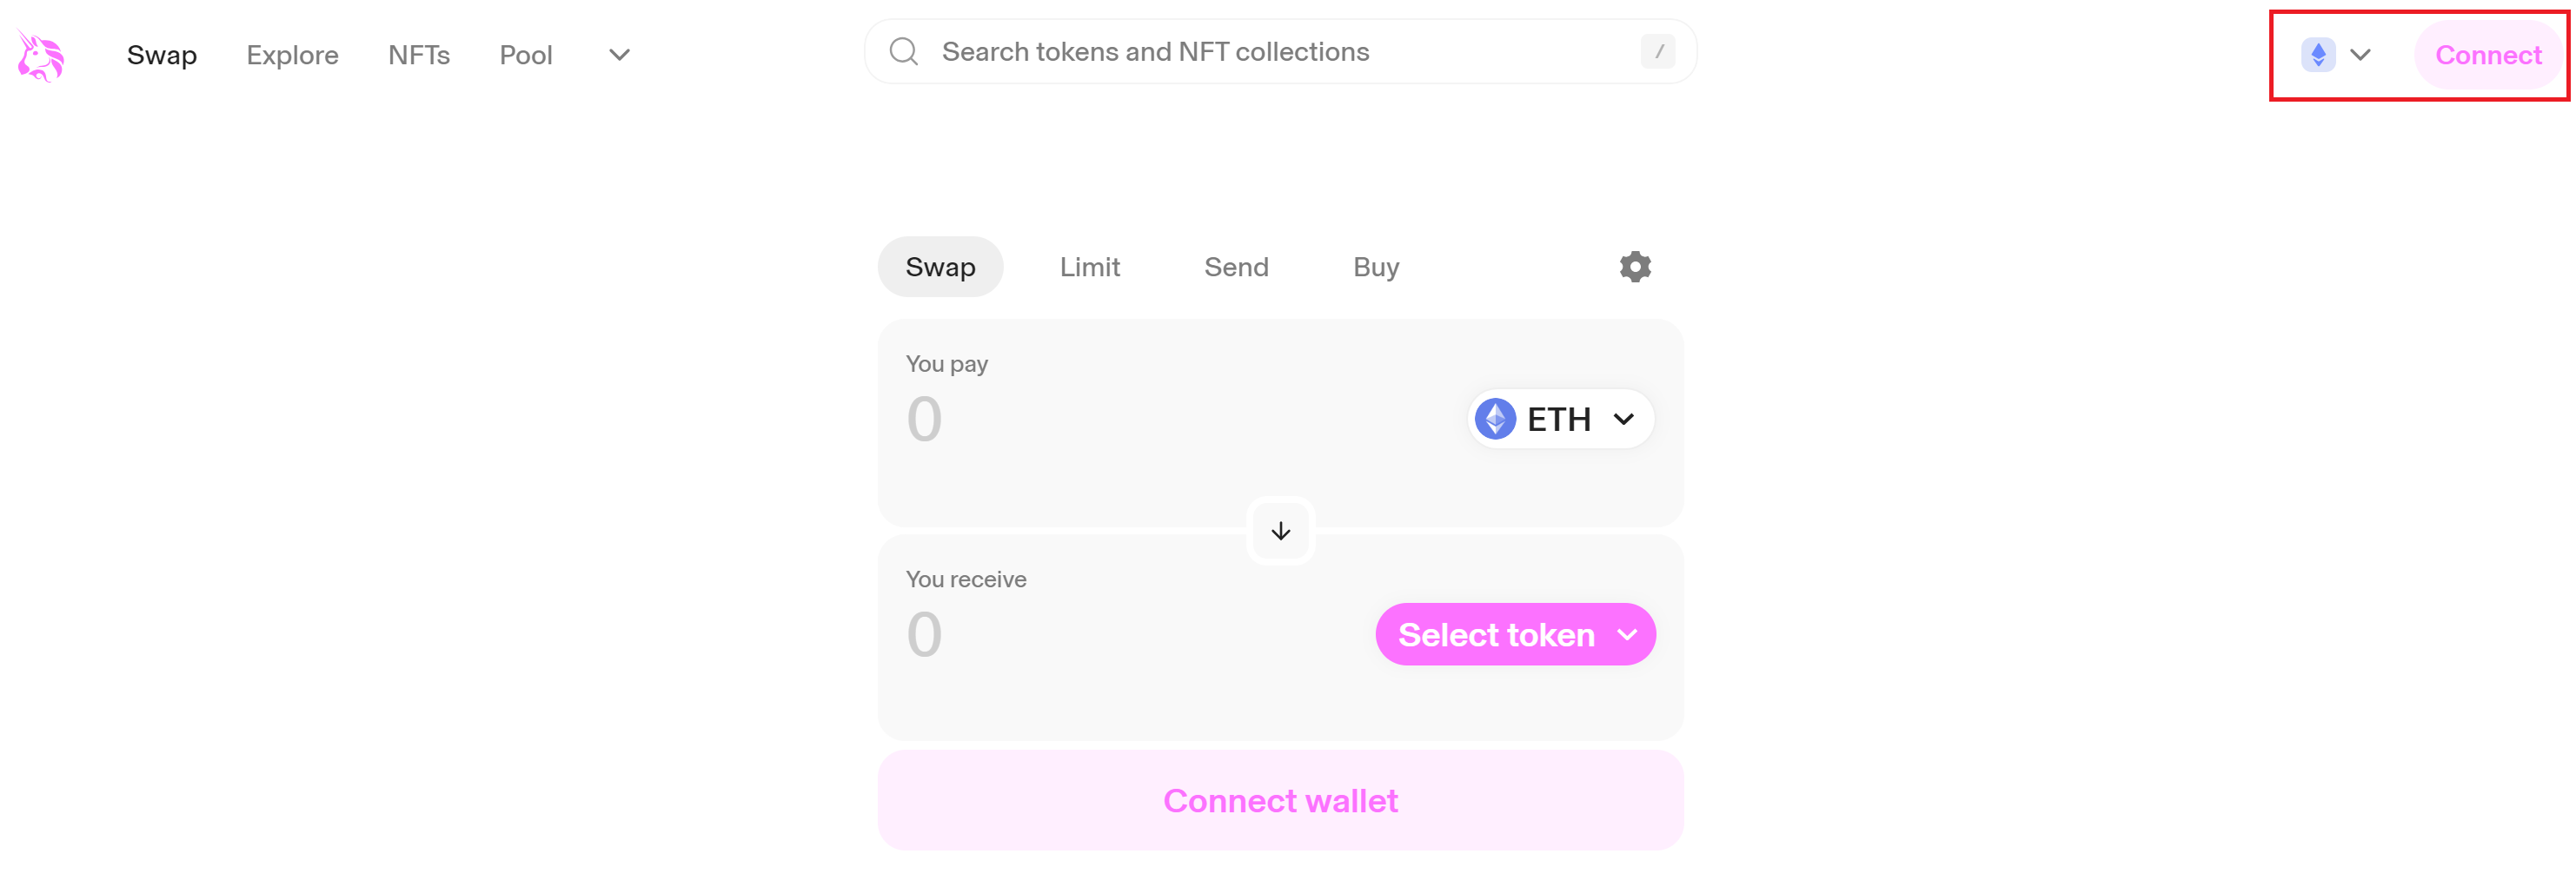 Swap Explore NFTs Pool Search tokens and NFT collections / Connect
Swap Limit Send Buy
You pay
0 ETH
You receive
0 Select token
Connect wallet